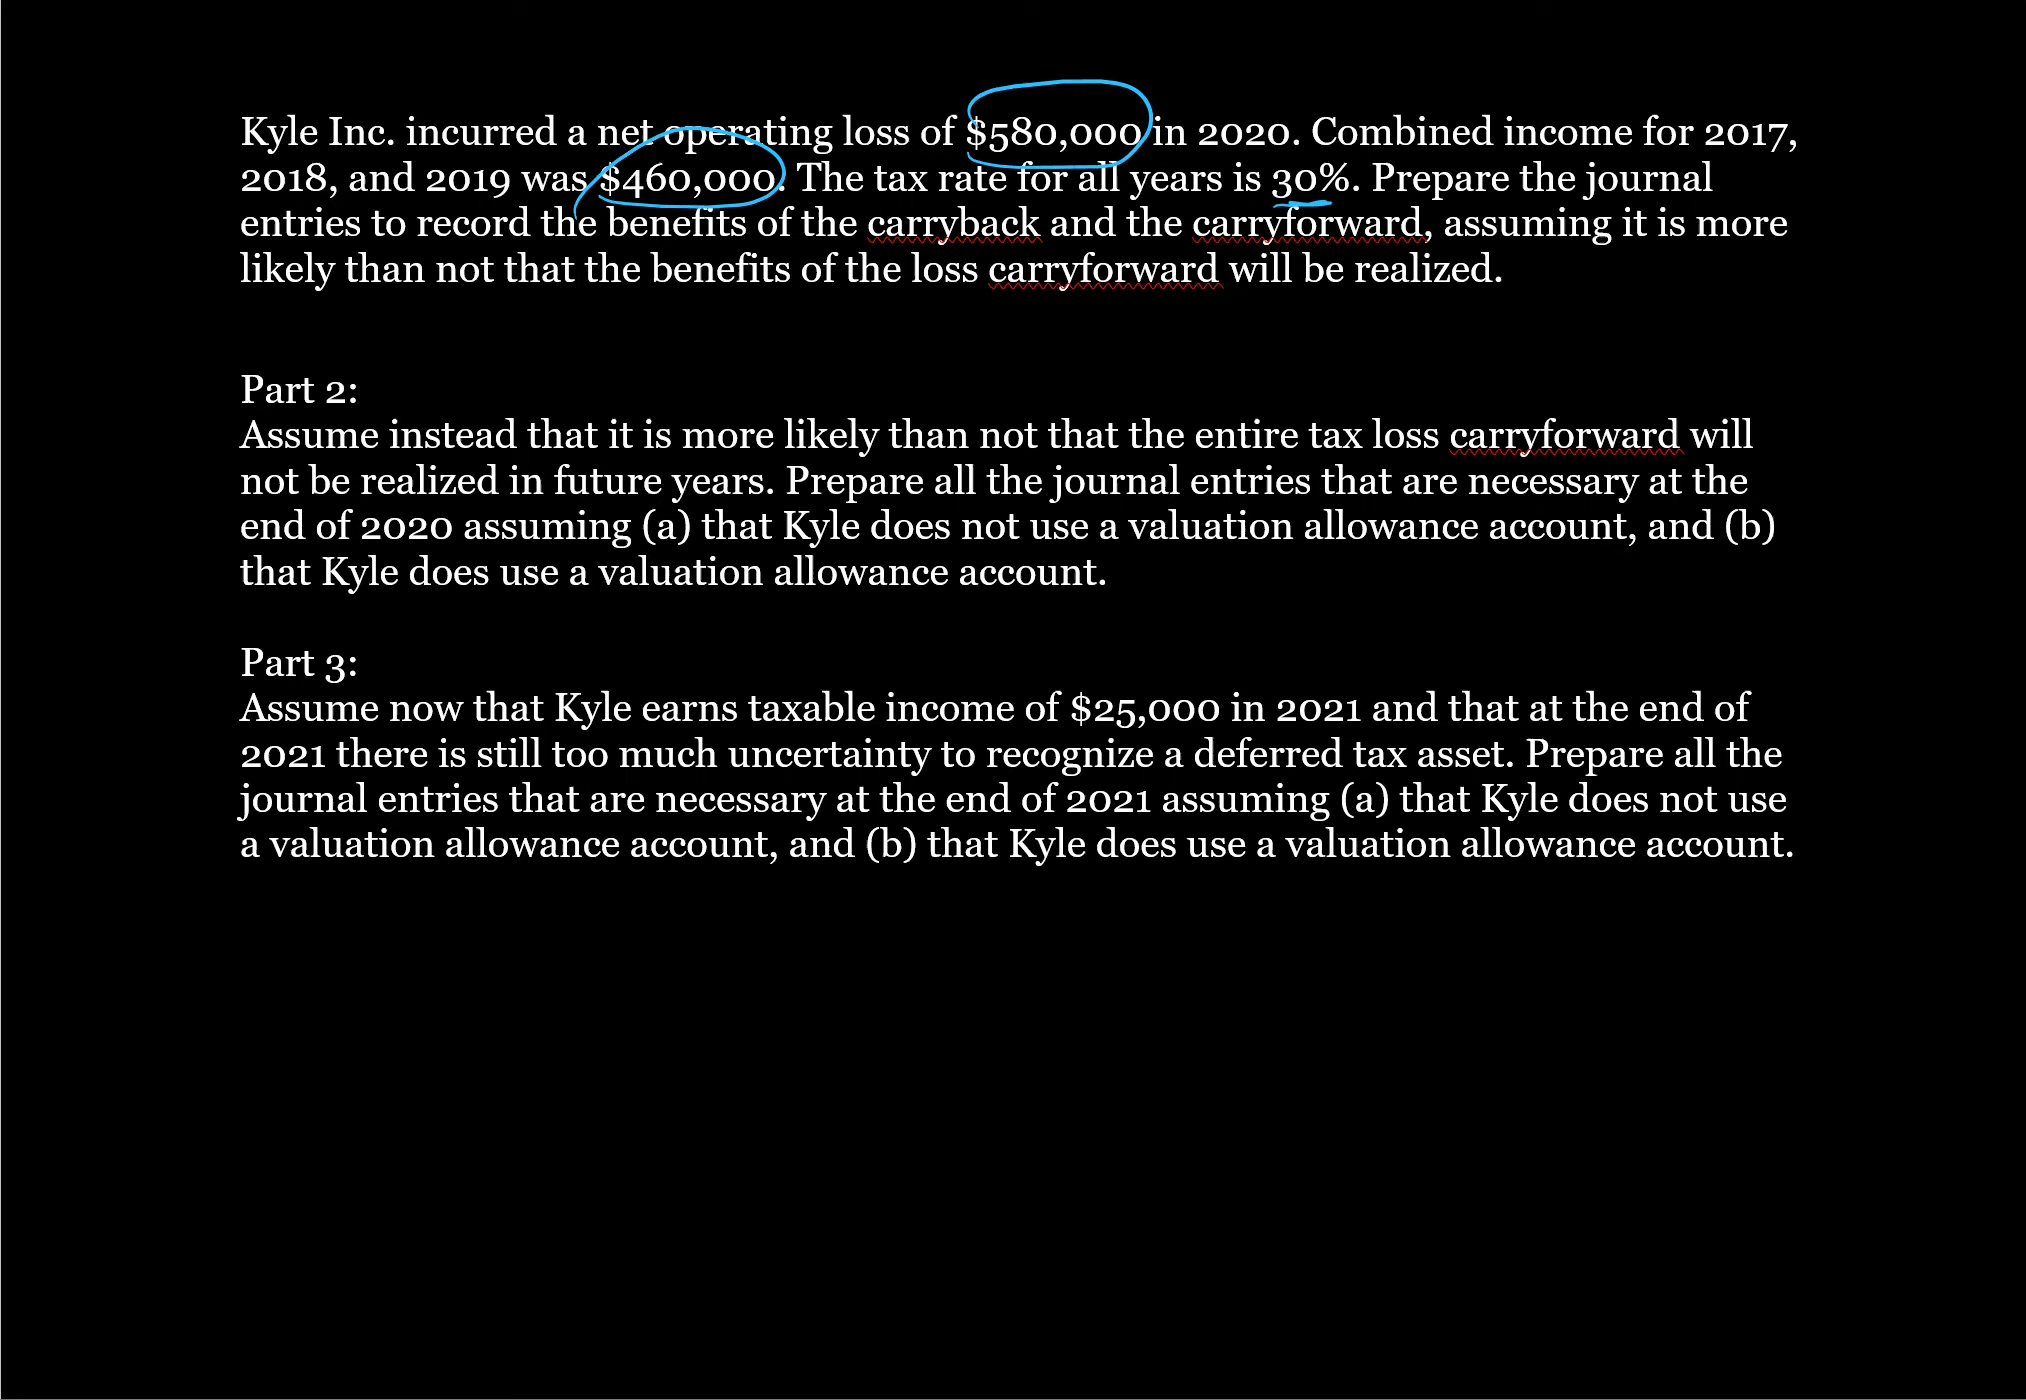 Kyle Inc. incurred a net operating loss of $580,000 in 2020. Combined income for 2017,
2018, and 2019 was $460,000. The tax rate for all years is 30%. Prepare the journal
entries to record the benefits of the carryback and the carryforward, assuming it is more
likely than not that the benefits of the loss carryforward will be realized.
Part 2:
Assume instead that it is more likely than not that the entire tax loss carryforward will
not be realized in future years. Prepare all the journal entries that are necessary at the
end of 2020 assuming (a) that Kyle does not use a valuation allowance account, and (b)
that Kyle does use a valuation allowance account.
Part 3:
Assume now that Kyle earns taxable income of $25,000 in 2021 and that at the end of
2021 there is still too much uncertainty to recognize a deferred tax asset. Prepare all the
journal entries that are necessary at the end of 2021 assuming (a) that Kyle does not use
a valuation allowance account, and (b) that Kyle does use a valuation allowance account.